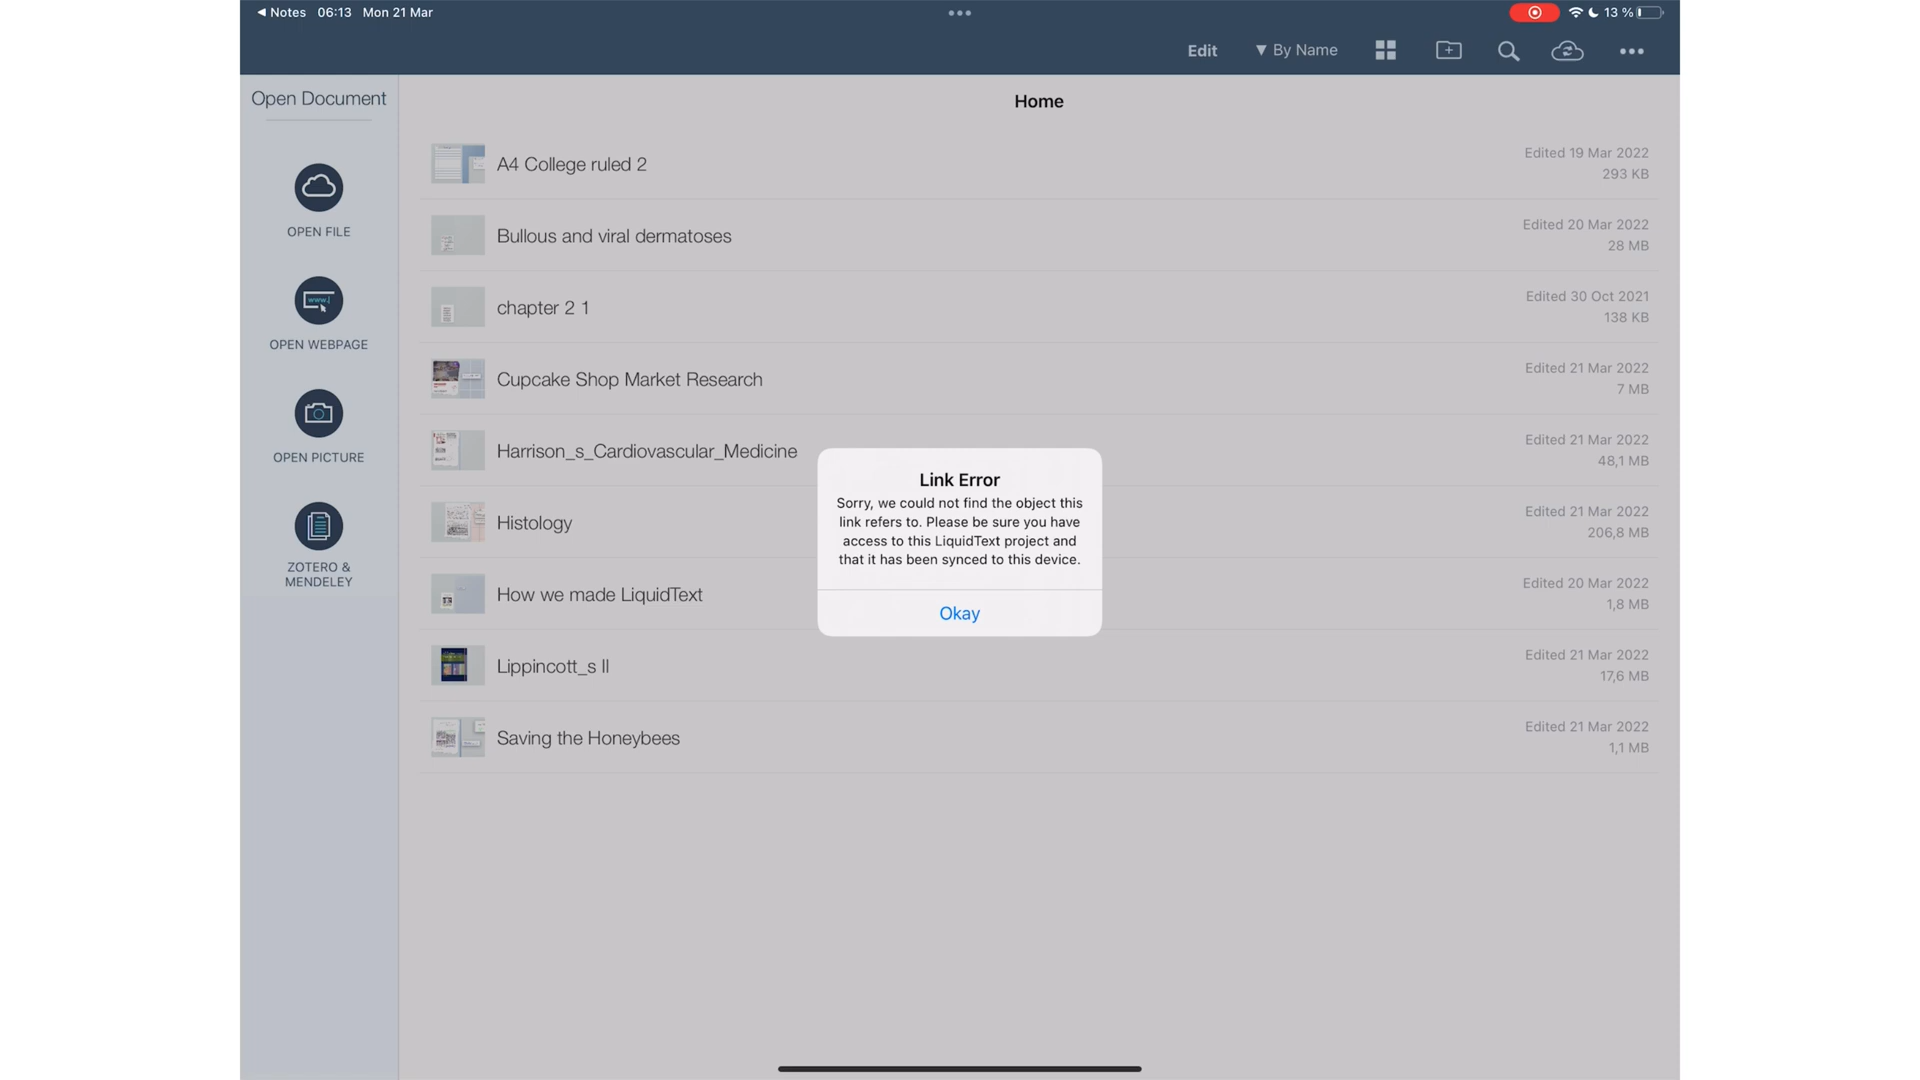 ◀ Notes 06:13 Mon 21 Mar
13 %
Edit ▼ By Name
Open Document
OPEN FILE
www.
OPEN WEBPAGE
OPEN PICTURE
ZOTERO &
MENDELEY
Home
A4 College ruled 2
Edited 19 Mar 2022
293 KB
Bullous and viral dermatoses
Edited 20 Mar 2022
28 MB
chapter 2 1
Edited 30 Oct 2021
138 KB
Cupcake Shop Market Research
Edited 21 Mar 2022
7 MB
Harrison_s_Cardiovascular_Medicine
Edited 21 Mar 2022
48,1 MB
Histology
Edited 21 Mar 2022
206,8 MB
How we made LiquidText
Edited 20 Mar 2022
1,8 MB
Lippincott_s II
Edited 21 Mar 2022
17,6 MB
Saving the Honeybees
Edited 21 Mar 2022
1,1 MB
Link Error
Sorry, we could not find the object this
link refers to. Please be sure you have
access to this LiquidText project and
that it has been synced to this device.
Okay